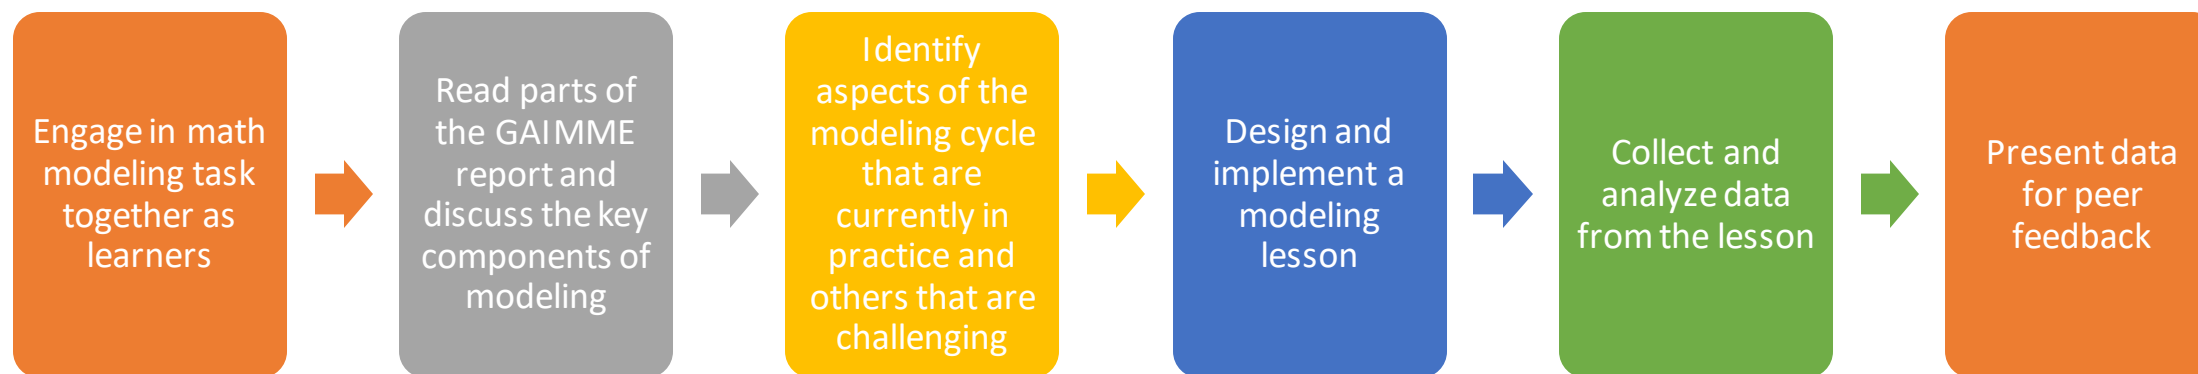 Engage in math
modeling task
together as
learners
Read parts of
the GAIMME
report and
discuss the key
components of
modeling
Identify
aspects of the
modeling cycle
that are
currently in
practice and
others that are
challenging
Design and
implement a
modeling
lesson
Collect and
analyze data
from the lesson
Present data
for peer
feedback